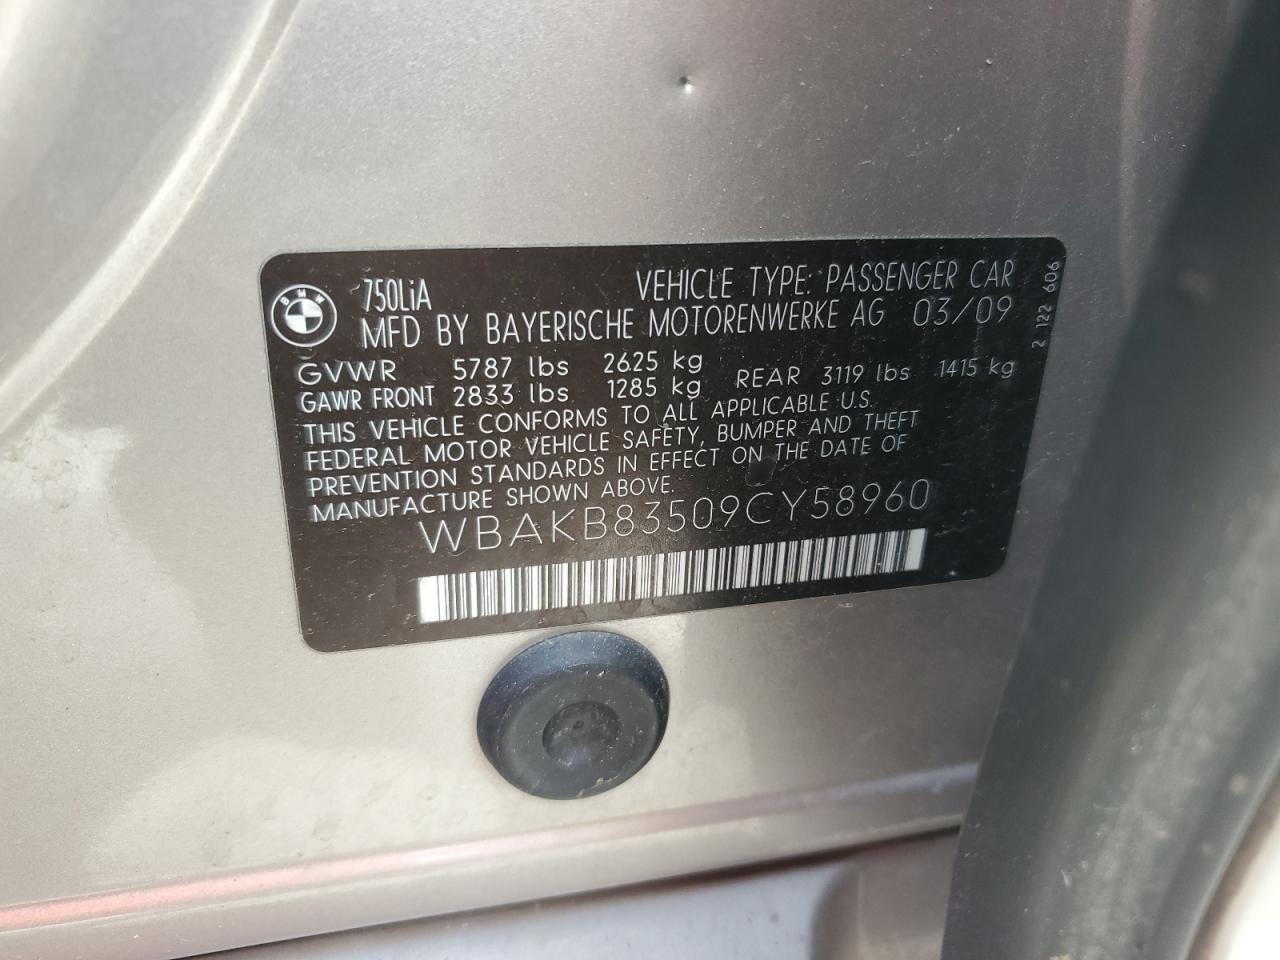 BMW
750LiA VEHICLE TYPE: PASSENGER CAR
MFD BY BAYERISCHE MOTORENWERKE AG 03/09
GVWR 5787 lbs 2625 kg
GAWR FRONT 2833 lbs 1285 kg REAR 3119 lbs 1415 kg
THIS VEHICLE CONFORMS TO ALL APPLICABLE U.S.
FEDERAL MOTOR VEHICLE SAFETY, BUMPER AND THEFT
PREVENTION STANDARDS IN EFFECT ON THE DATE OF
MANUFACTURE SHOWN ABOVE.
WBAKB83509CY58960
2 122 606